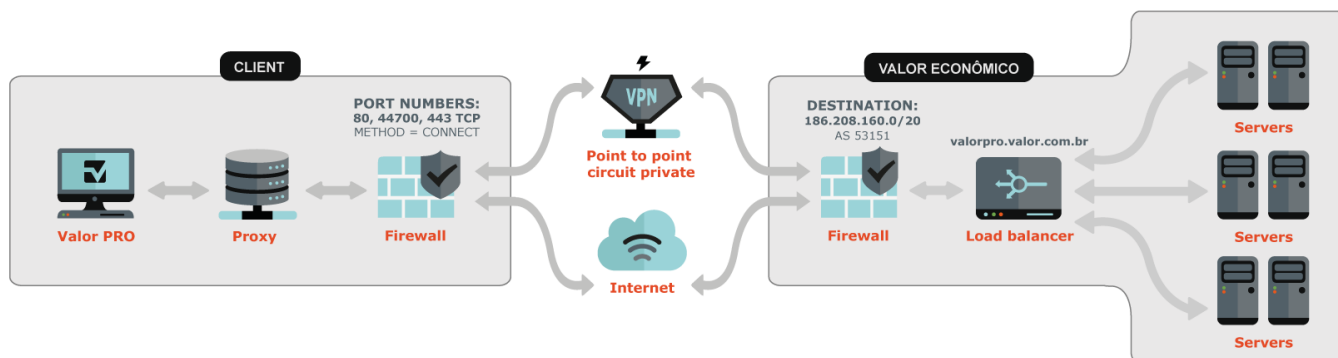 CLIENT
PORT NUMBERS:
80, 44700, 443 TCP
METHOD = CONNECT
Valor PRO
Proxy
Firewall
VPN
Point to point
circuit private
Internet
VALOR ECONÔMICO
DESTINATION:
186.208.160.0/20
AS 53151
Firewall
valorpro.valor.com.br
Load balancer
Servers
Servers
Servers